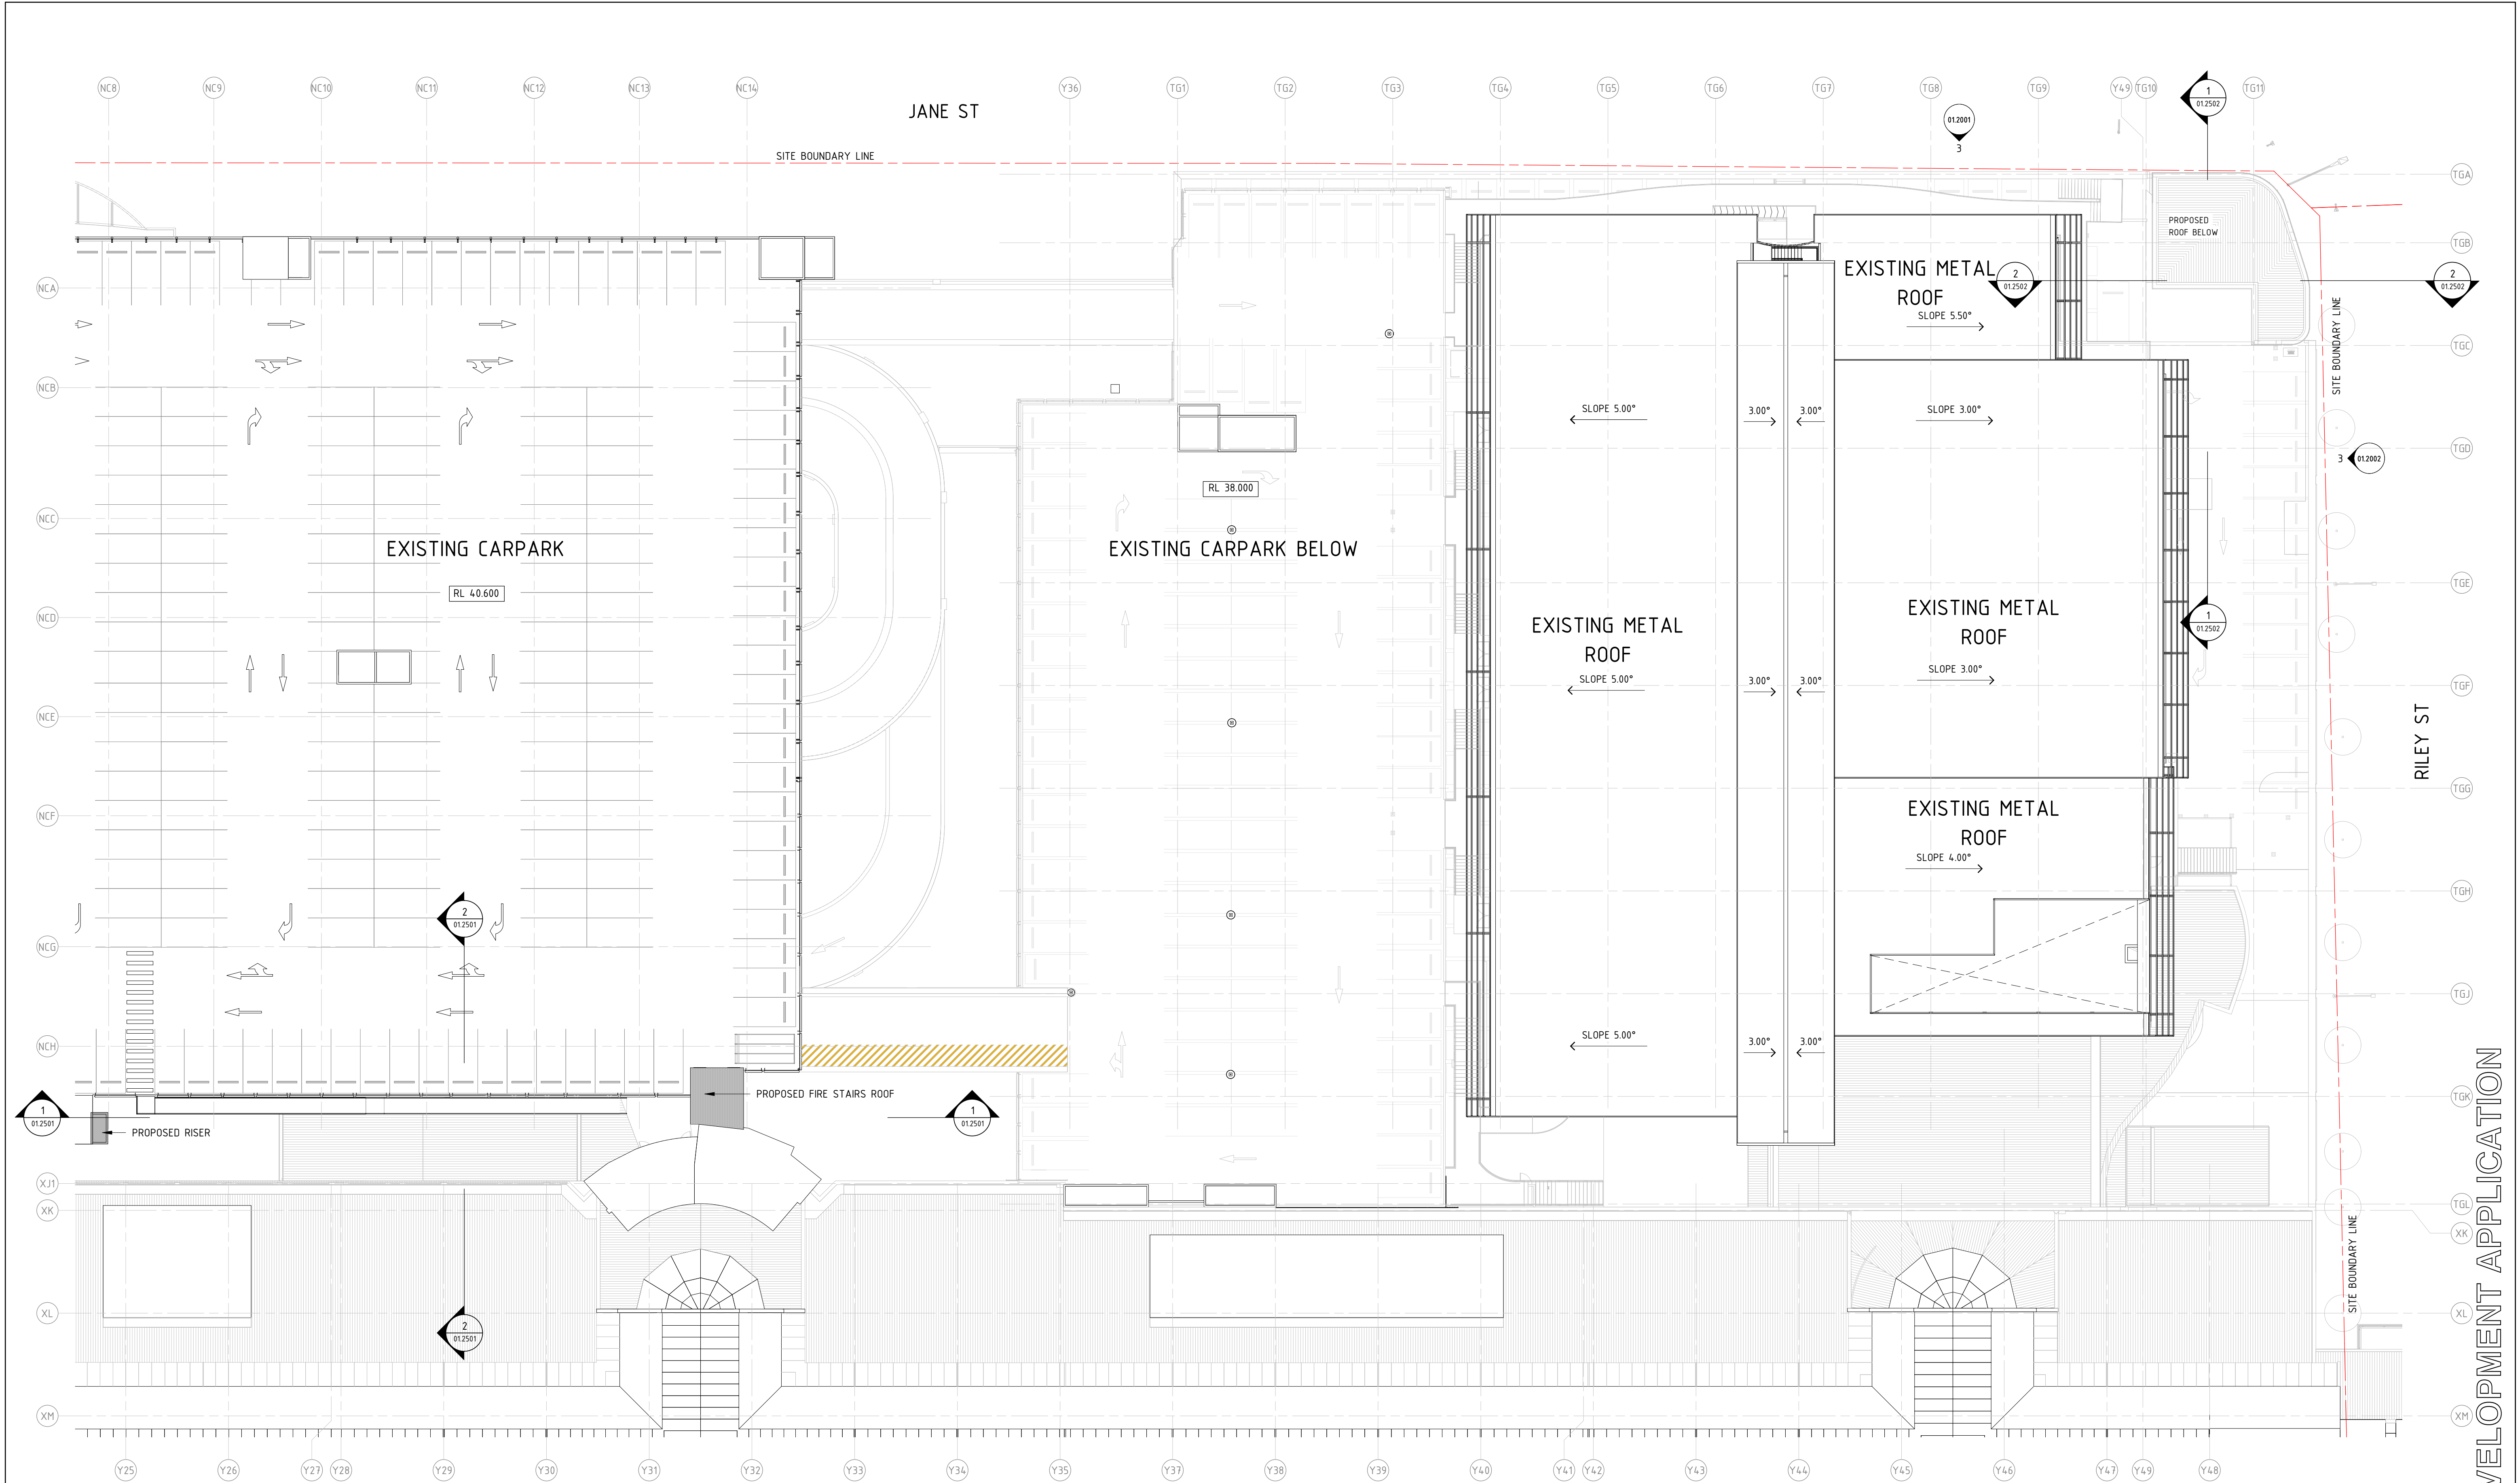 NC8 NC9 NC10 NC11 NC12 NC13 NC14 Y36 TG1 TG2 TG3 TG4 TG5 TG6 TG7 TG8 TG9 Y49 TG10 TG11
1
01.2502
JANE ST
01.2001
3
SITE BOUNDARY LINE
TGA
PROPOSED
ROOF BELOW
TGB
EXISTING METAL
ROOF
SLOPE 5.50°
2
01.2502
2
01.2502
NCA
SITE BOUNDARY LINE
TGC
NCB
SLOPE 5.00°
3.00°
3.00°
SLOPE 3.00°
TGD
3
01.2002
RL 38.000
NCC
EXISTING CARPARK
EXISTING CARPARK BELOW
TGE
RL 40.600
NCD
EXISTING METAL
ROOF
SLOPE 5.00°
3.00°
3.00°
EXISTING METAL
ROOF
SLOPE 3.00°
1
01.2502
TGF
NCE
RILEY ST
TGG
NCF
EXISTING METAL
ROOF
SLOPE 4.00°
TGH
2
01.2501
NCG
TGJ
NCH
SLOPE 5.00°
3.00°
3.00°
TGK
PROPOSED FIRE STAIRS ROOF
1
01.2501
1
01.2501
PROPOSED RISER
XJ1
XK
TGL
XK
SITE BOUNDARY LINE
XL
XL
2
01.2501
XM
XM
Y25 Y26 Y27 Y28 Y29 Y30 Y31 Y32 Y33 Y34 Y35 Y37 Y38 Y39 Y40 Y41 Y42 Y43 Y44 Y45 Y46 Y47 Y49 Y48
VELOPMENT APPLICATION